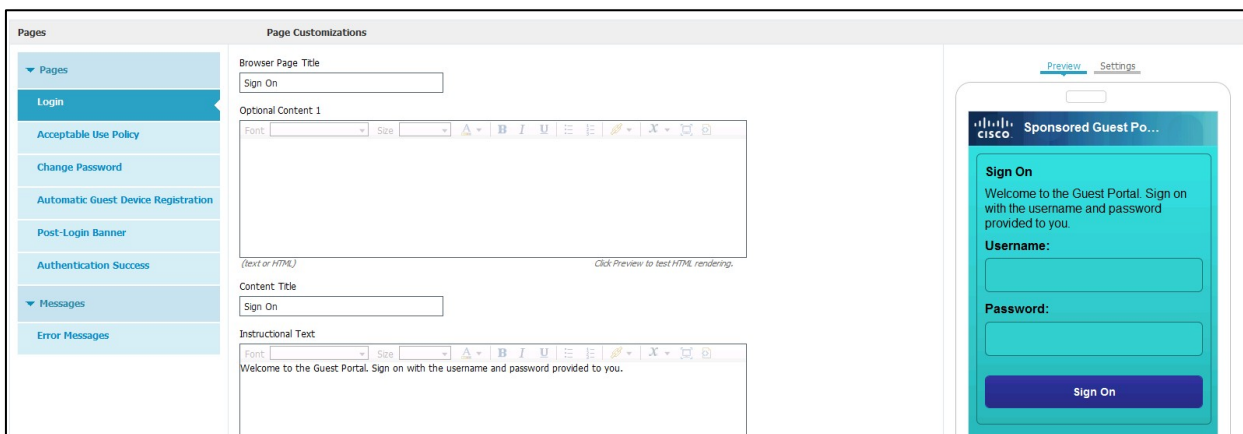 Pages
Page Customizations
Pages
Login
Acceptable Use Policy
Change Password
Automatic Guest Device Registration
Post-Login Banner
Authentication Success
Messages
Error Messages
Browser Page Title
Sign On
Optional Content 1
Font Size A B I U X
(text or HTML) Click Preview to test HTML rendering.
Content Title
Sign On
Instructional Text
Font Size A B I U X
Welcome to the Guest Portal. Sign on with the username and password provided to you.
Preview Settings
CISCO Sponsored Guest Po...
Sign On
Welcome to the Guest Portal. Sign on
with the username and password
provided to you.
Username:
Password:
Sign On